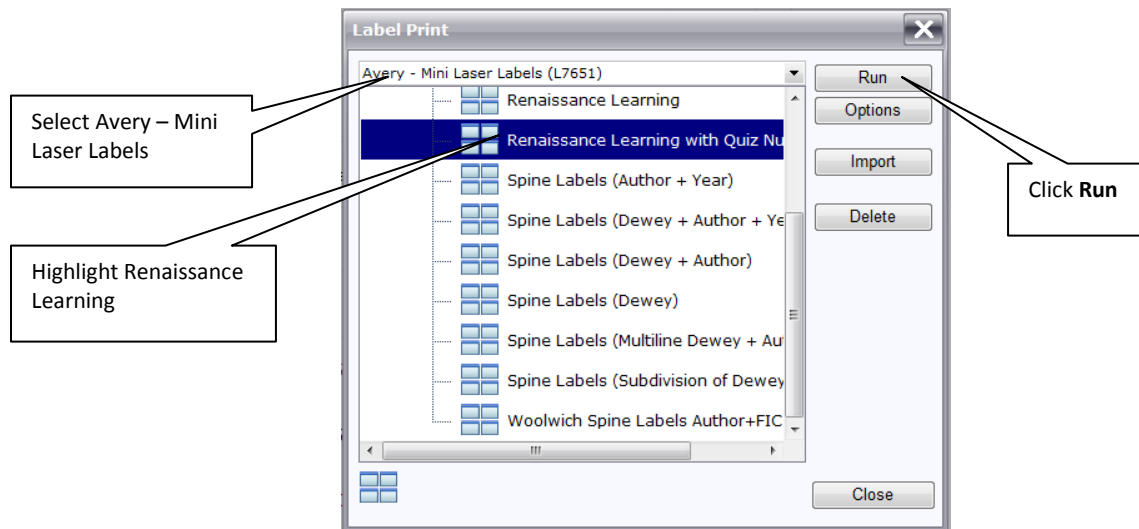 Label Print
Avery - Mini Laser Labels (L7651)
Run
Select Avery – Mini
Laser Labels
Renaissance Learning
Options
Renaissance Learning with Quiz Nu
Import
Spine Labels (Author + Year)
Click Run
Spine Labels (Dewey + Author + Ye
Delete
Highlight Renaissance
Learning
Spine Labels (Dewey + Author)
Spine Labels (Dewey)
Spine Labels (Multiline Dewey + Au
Spine Labels (Subdivision of Dewey
Woolwich Spine Labels Author+FIC
Close